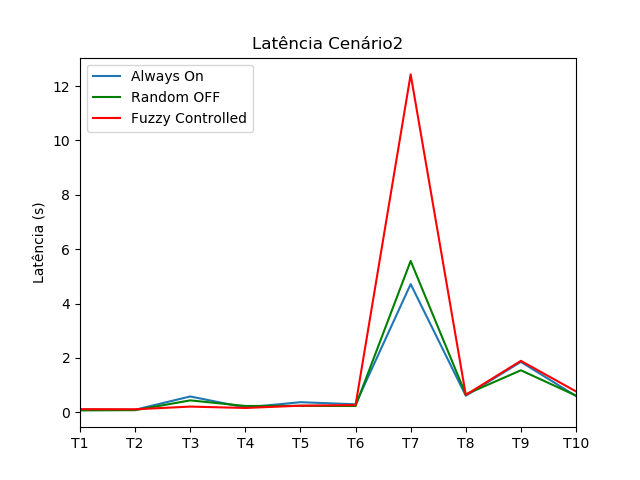 Latência Cenário2
Always On
Random OFF
Fuzzy Controlled
Latência (s)
12
10
8
6
4
2
0
T1 T2 T3 T4 T5 T6 T7 T8 T9 T10